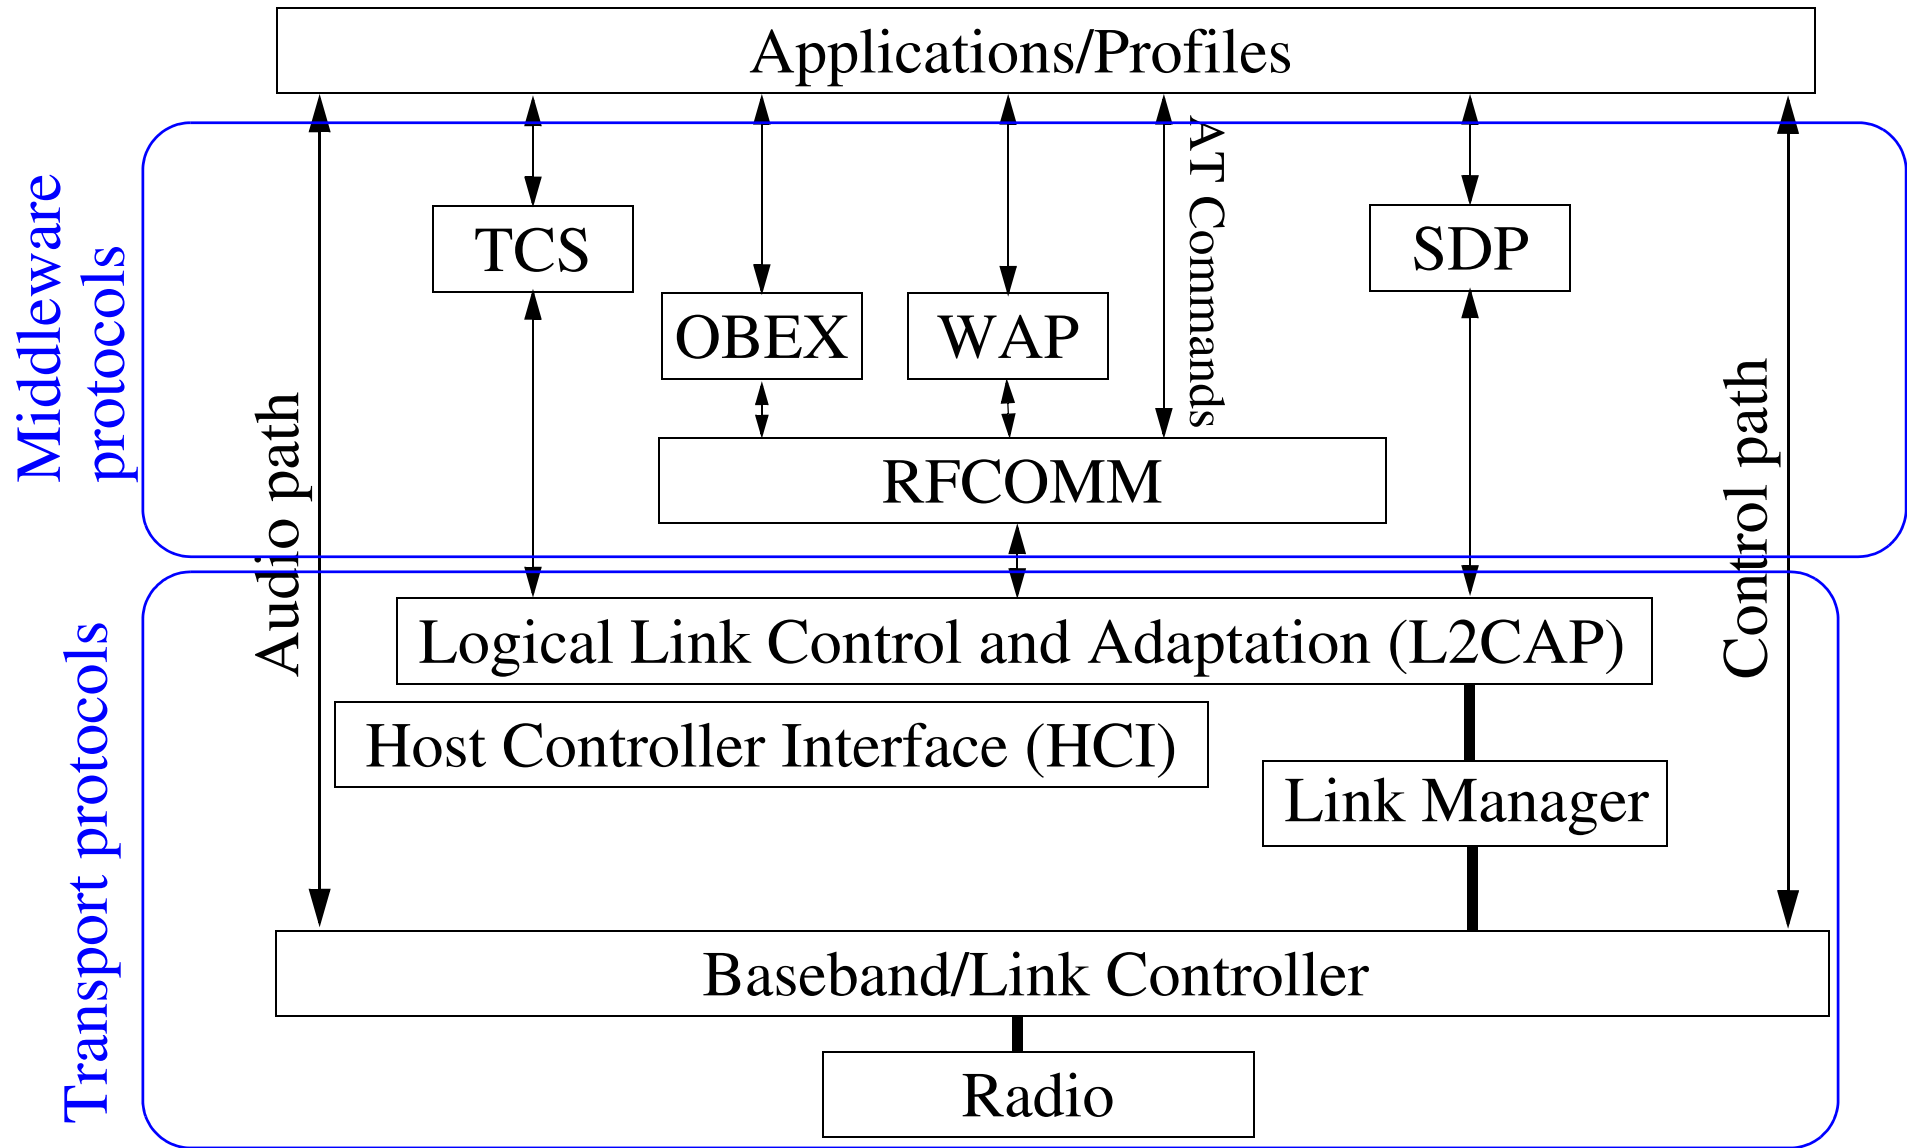 Applications/Profiles
AT Commands
Middleware
protocols
TCS
SDP
OBEX
WAP
Audio path
Control path
RFCOMM
Logical Link Control and Adaptation (L2CAP)
Host Controller Interface (HCI)
Link Manager
Transport protocols
Baseband/Link Controller
Radio